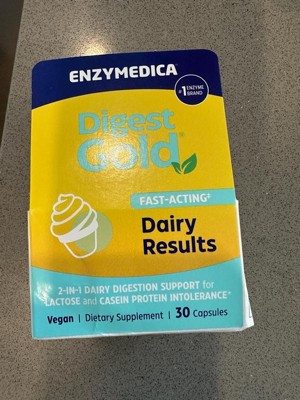 ENZYMEDICA®
#1 ENZYME
BRAND
Digest
Gold®
FAST-ACTING‡
Dairy
Results
2-IN-1 DAIRY DIGESTION SUPPORT for
LACTOSE and CASEIN PROTEIN INTOLERANCE*
Vegan | Dietary Supplement | 30 Capsules